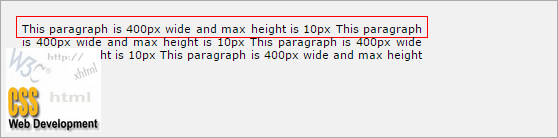 This paragraph is 400px wide and max height is 10px This paragraph
is 400px wide and max height is 10px This paragraph is 400px wide
ht is 10px This paragraph is 400px wide and max height
W3C
http://
xhtml
CSS
html
Web Development